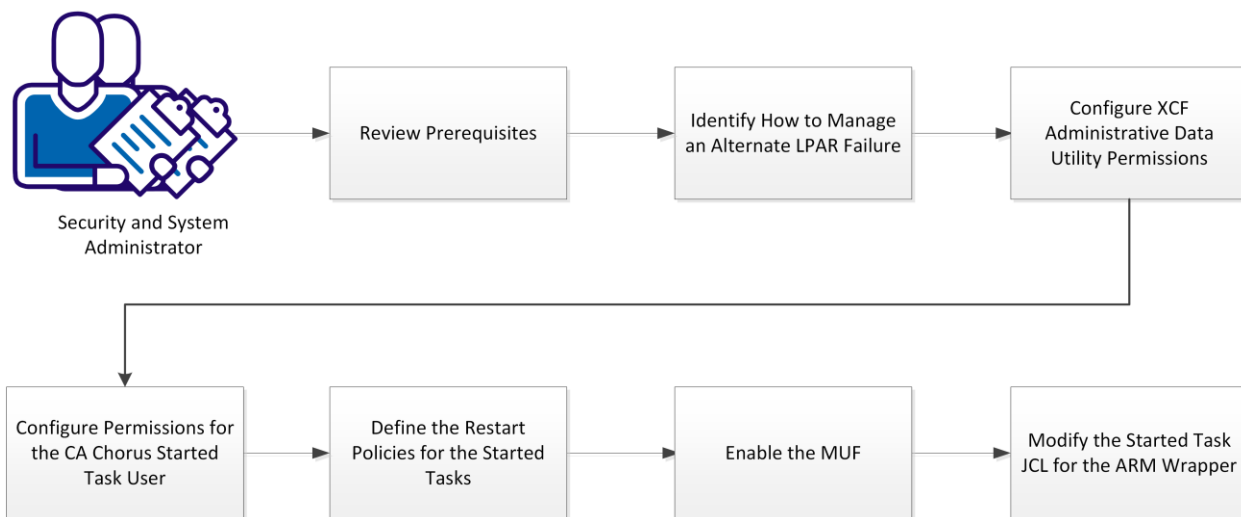 Security and System
Administrator
Review Prerequisites
Identify How to Manage
an Alternate LPAR Failure
Configure XCF
Administrative Data
Utility Permissions
Configure Permissions for
the CA Chorus Started
Task User
Define the Restart
Policies for the Started
Tasks
Enable the MUF
Modify the Started Task
JCL for the ARM Wrapper